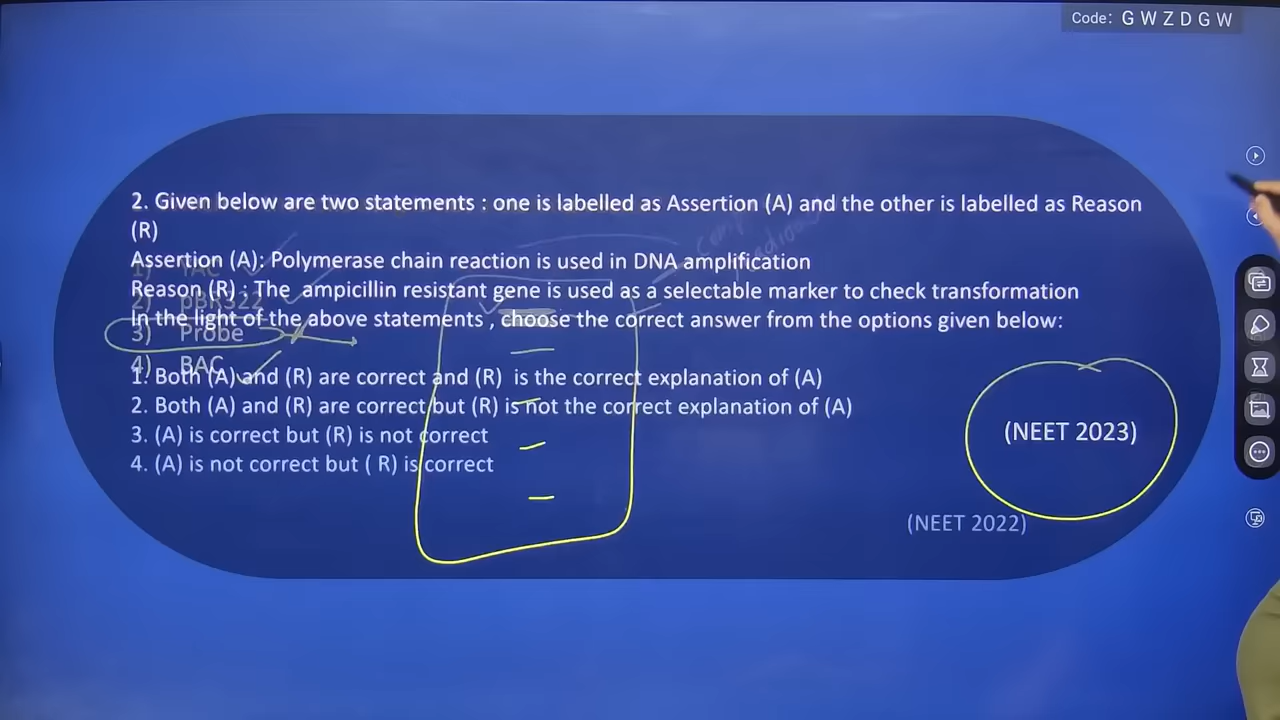 Code: G W Z D G W
2. Given below are two statements : one is labelled as Assertion (A) and the other is labelled as Reason
(R)
Assertion (A): Polymerase chain reaction is used in DNA amplification
1) YAC
Reason (R) : The ampicillin resistant gene is used as a selectable marker to check transformation
2) pBR322
In the light of the above statements , choose the correct answer from the options given below:
3) Probe
4) BAC
1. Both (A) and (R) are correct and (R) is the correct explanation of (A)
2. Both (A) and (R) are correct but (R) is not the correct explanation of (A)
3. (A) is correct but (R) is not correct
4. (A) is not correct but ( R) is correct
(NEET 2023)
(NEET 2022)